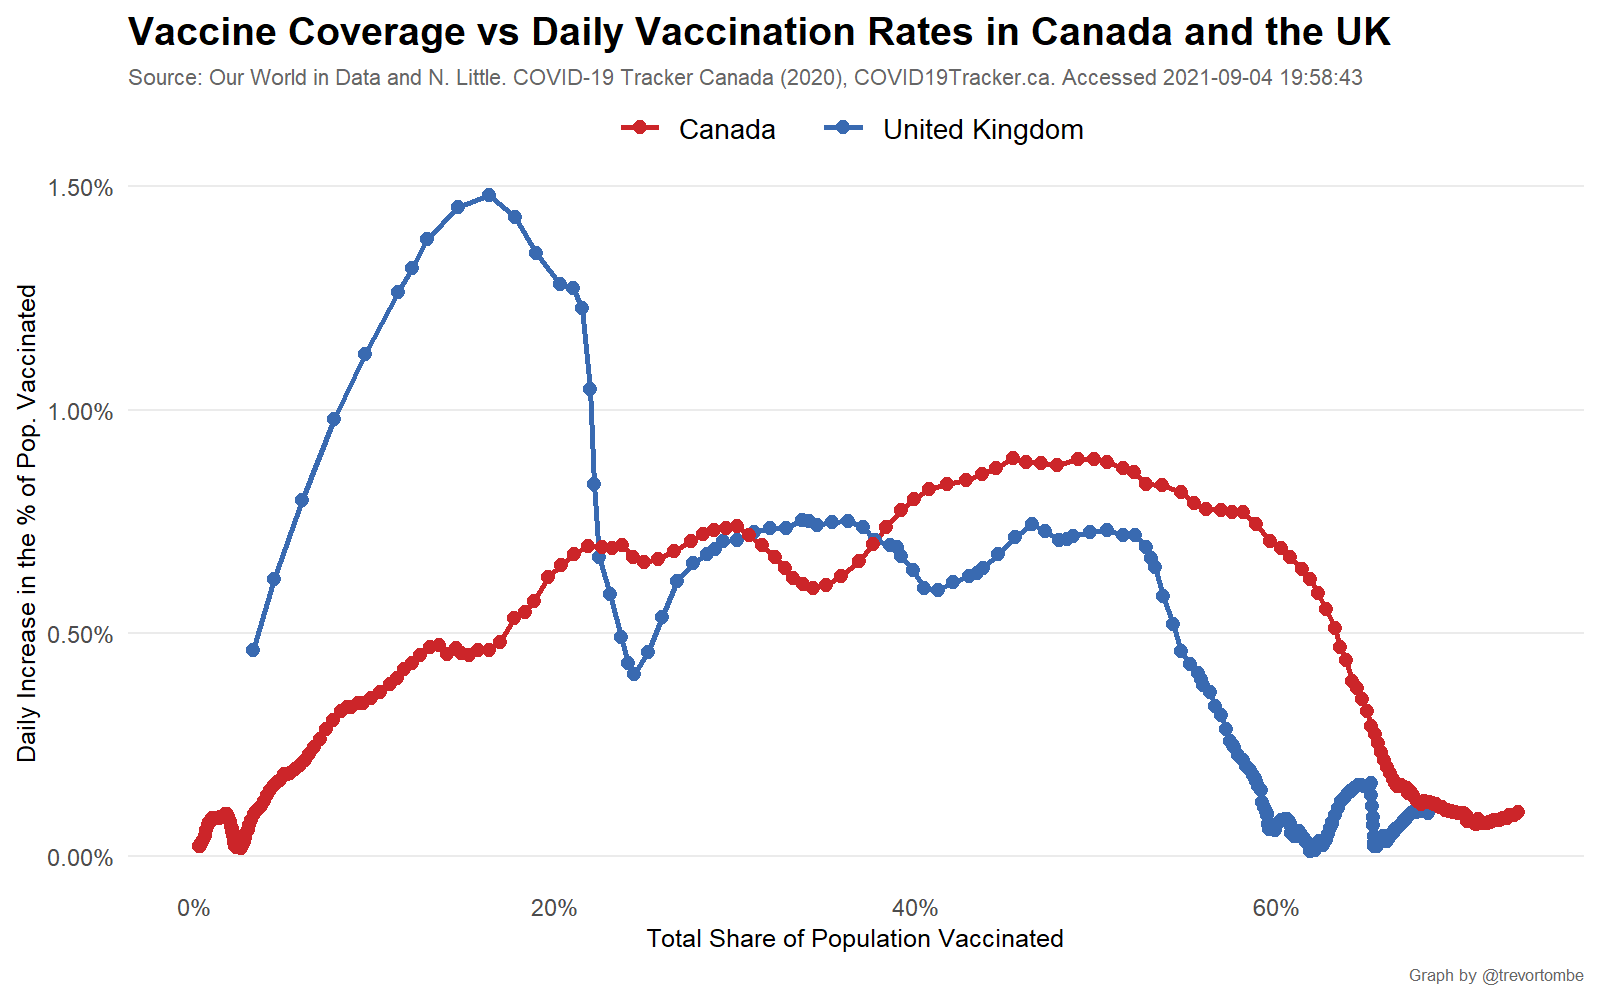 Vaccine Coverage vs Daily Vaccination Rates in Canada and the UK
Source: Our World in Data and N. Little. COVID-19 Tracker Canada (2020), COVID19Tracker.ca. Accessed 2021-09-04 19:58:43
Canada United Kingdom
Daily Increase in the % of Pop. Vaccinated
1.50%
1.00%
0.50%
0.00%
0% 20% 40% 60%
Total Share of Population Vaccinated
Graph by @trevortombe